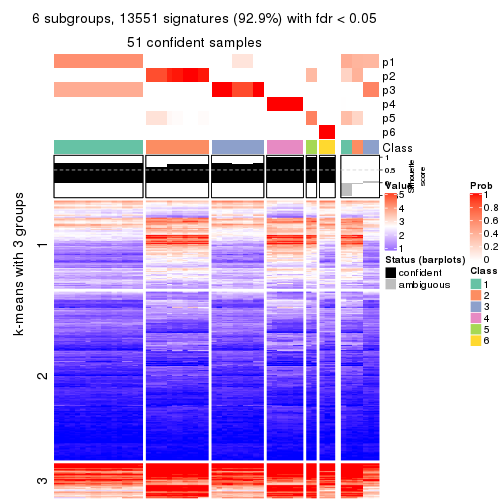 6 subgroups, 13551 signatures (92.9%) with fdr < 0.05
51 confident samples
p1
p2
p3
p4
p5
p6
Class
1
0.5
0
Silhouette
score
k-means with 3 groups
1
2
3
Value
5
4
3
2
1
Status (barplots)
confident
ambiguous
Prob
1
0.8
0.6
0.4
0.2
0
Class
1
2
3
4
5
6